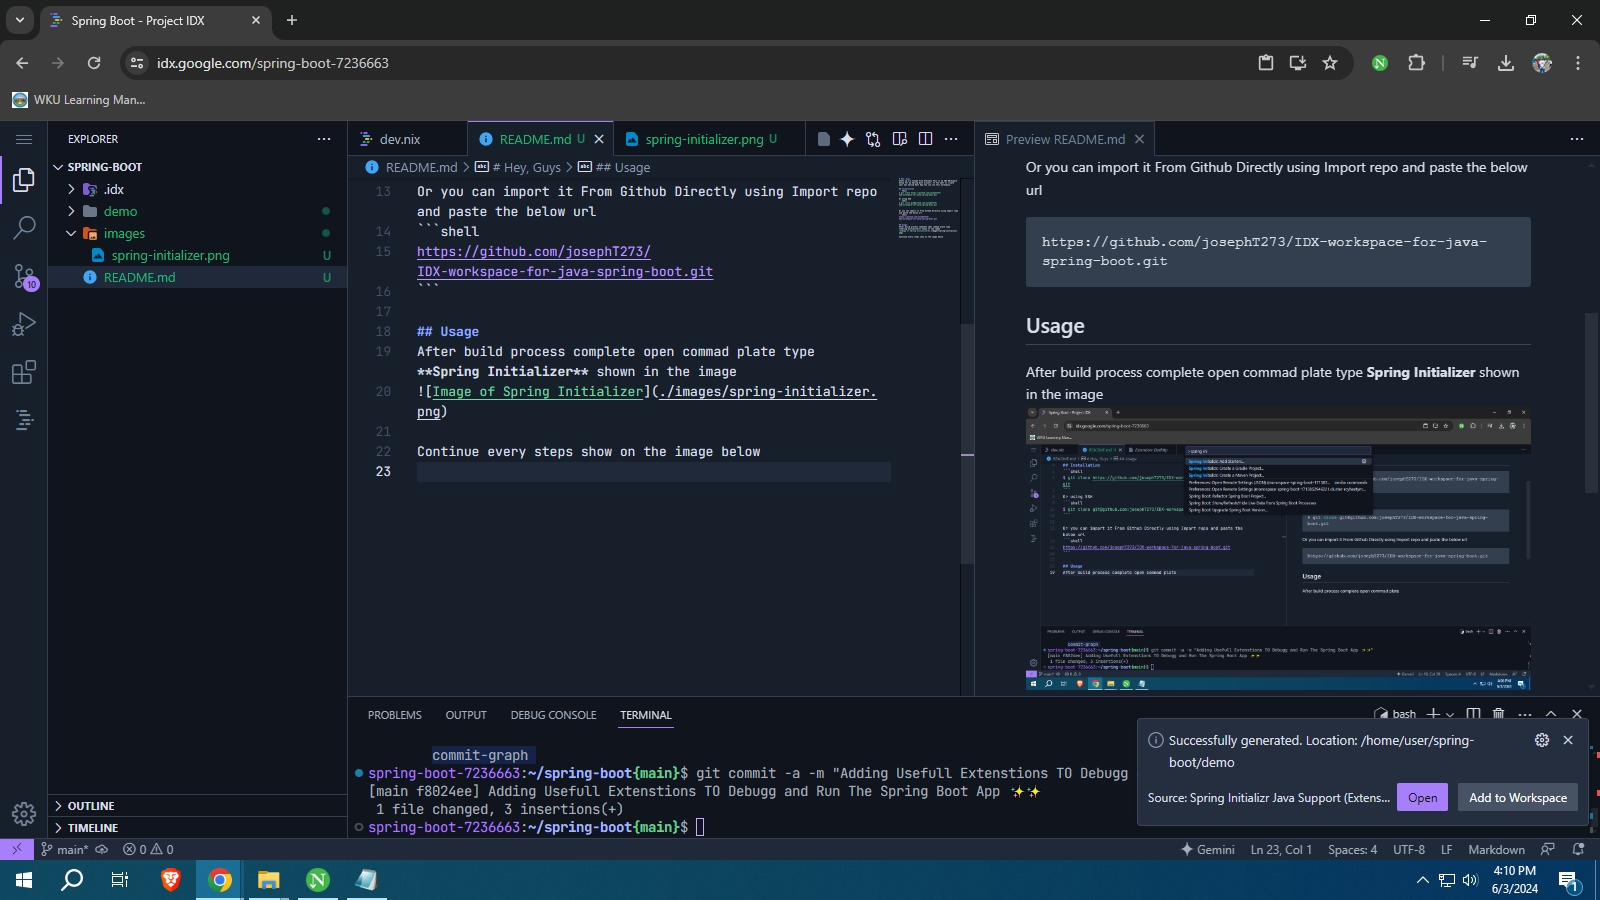 Spring Boot - Project IDX
idx.google.com/spring-boot-7236663
WKU Learning Man...
EXPLORER
SPRING-BOOT
.idx
demo
images
spring-initializer.png U
README.md U
10
OUTLINE
TIMELINE
dev.nix
README.md U
spring-initializer.png U
README.md > # Hey, Guys > ## Usage
13 Or you can import it From Github Directly using Import repo
and paste the below url
14 ```shell
15 https://github.com/josephT273/
IDX-workspace-for-java-spring-boot.git
16 ```
17
18 ## Usage
19 After build process complete open commad plate type
**Spring Initializer** shown in the image
20 ![Image of Spring Initializer](./images/spring-initializer.
png)
21
22 Continue every steps show on the image below
23
Preview README.md
Or you can import it From Github Directly using Import repo and paste the below
url
https://github.com/josephT273/IDX-workspace-for-java-
spring-boot.git
Usage
After build process complete open commad plate type Spring Initializer shown
in the image
PROBLEMS OUTPUT DEBUG CONSOLE TERMINAL
bash
commit-graph
spring-boot-7236663:~/spring-boot{main}$ git commit -a -m "Adding Usefull Extenstions TO Debugg
[main f8024ee] Adding Usefull Extenstions TO Debugg and Run The Spring Boot App ✨✨
1 file changed, 3 insertions(+)
spring-boot-7236663:~/spring-boot{main}$
Successfully generated. Location: /home/user/spring-
boot/demo
Source: Spring Initializr Java Support (Extens...
Open
Add to Workspace
main* 0 0
Gemini Ln 23, Col 1 Spaces: 4 UTF-8 LF Markdown
4:10 PM
6/3/2024
1